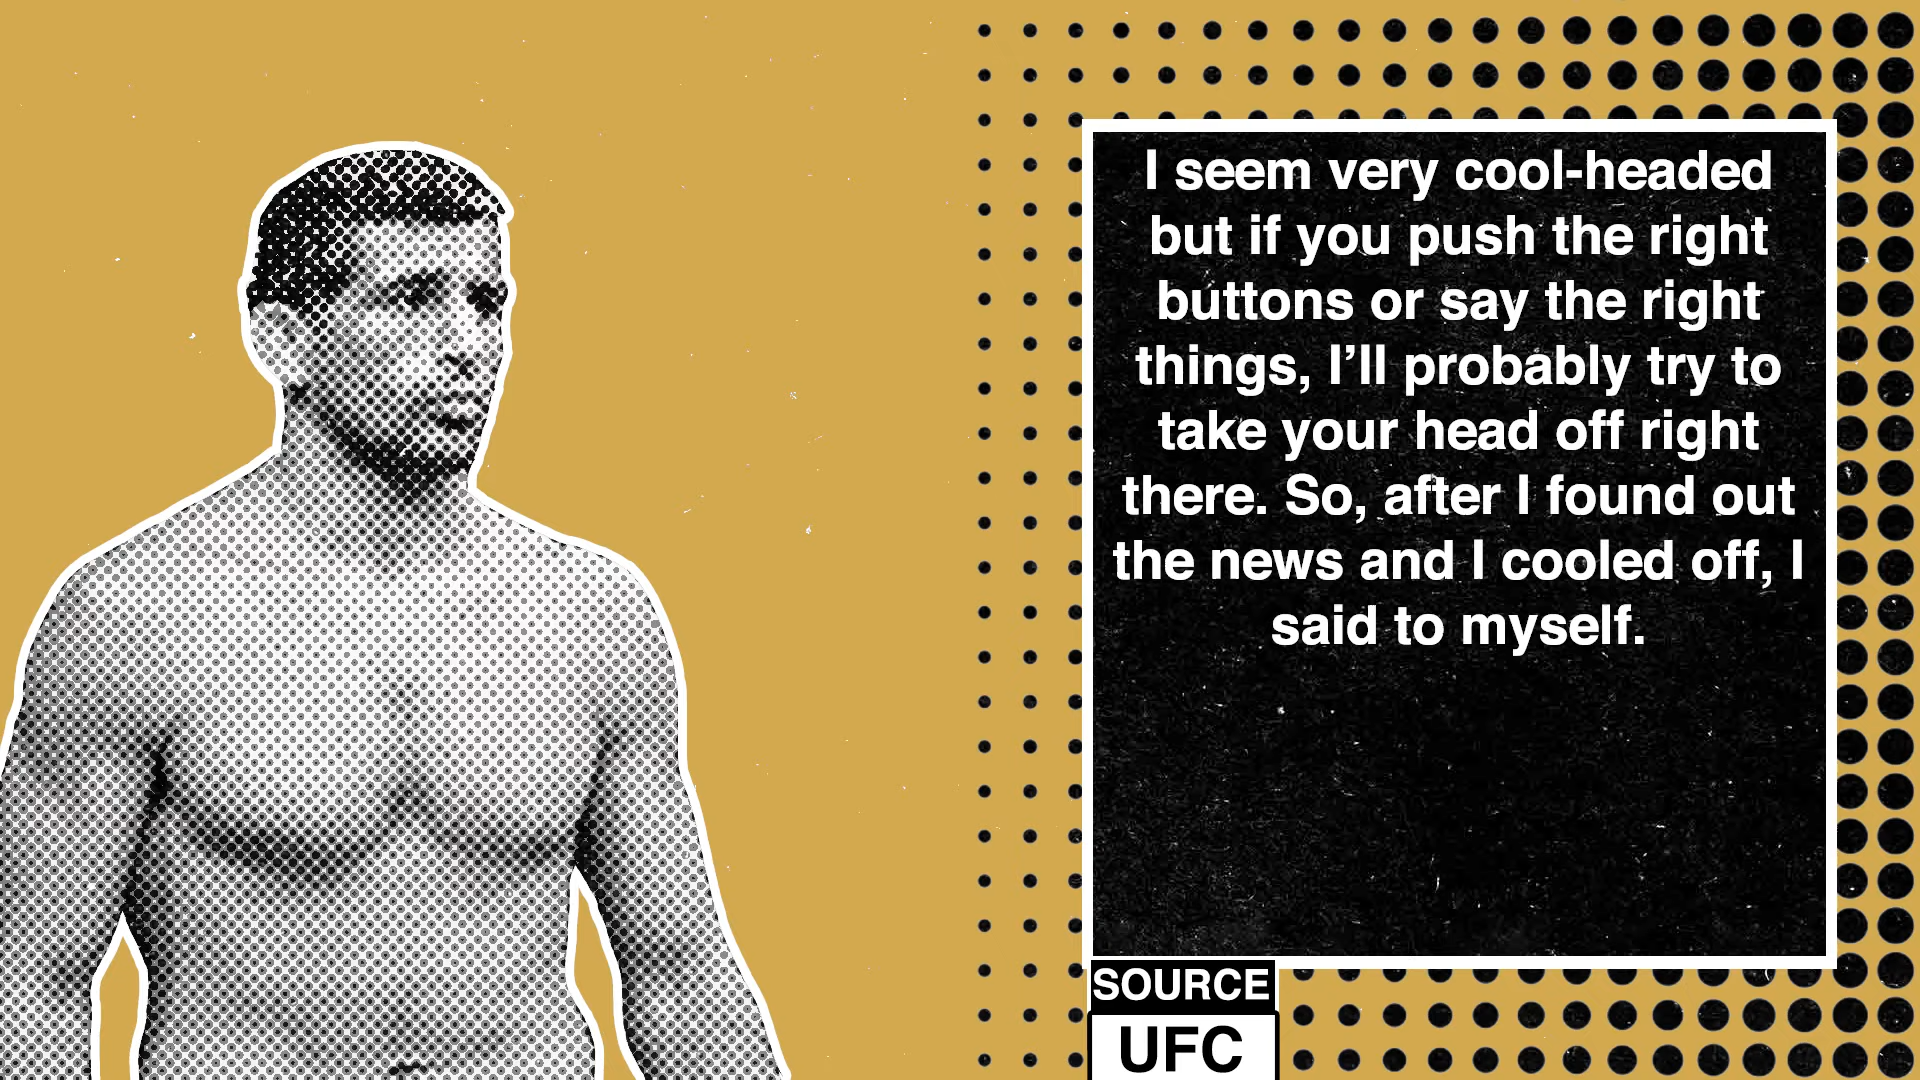 I seem very cool-headed
but if you push the right
buttons or say the right
things, I’ll probably try to
take your head off right
there. So, after I found out
the news and I cooled off, I
said to myself.
SOURCE
UFC